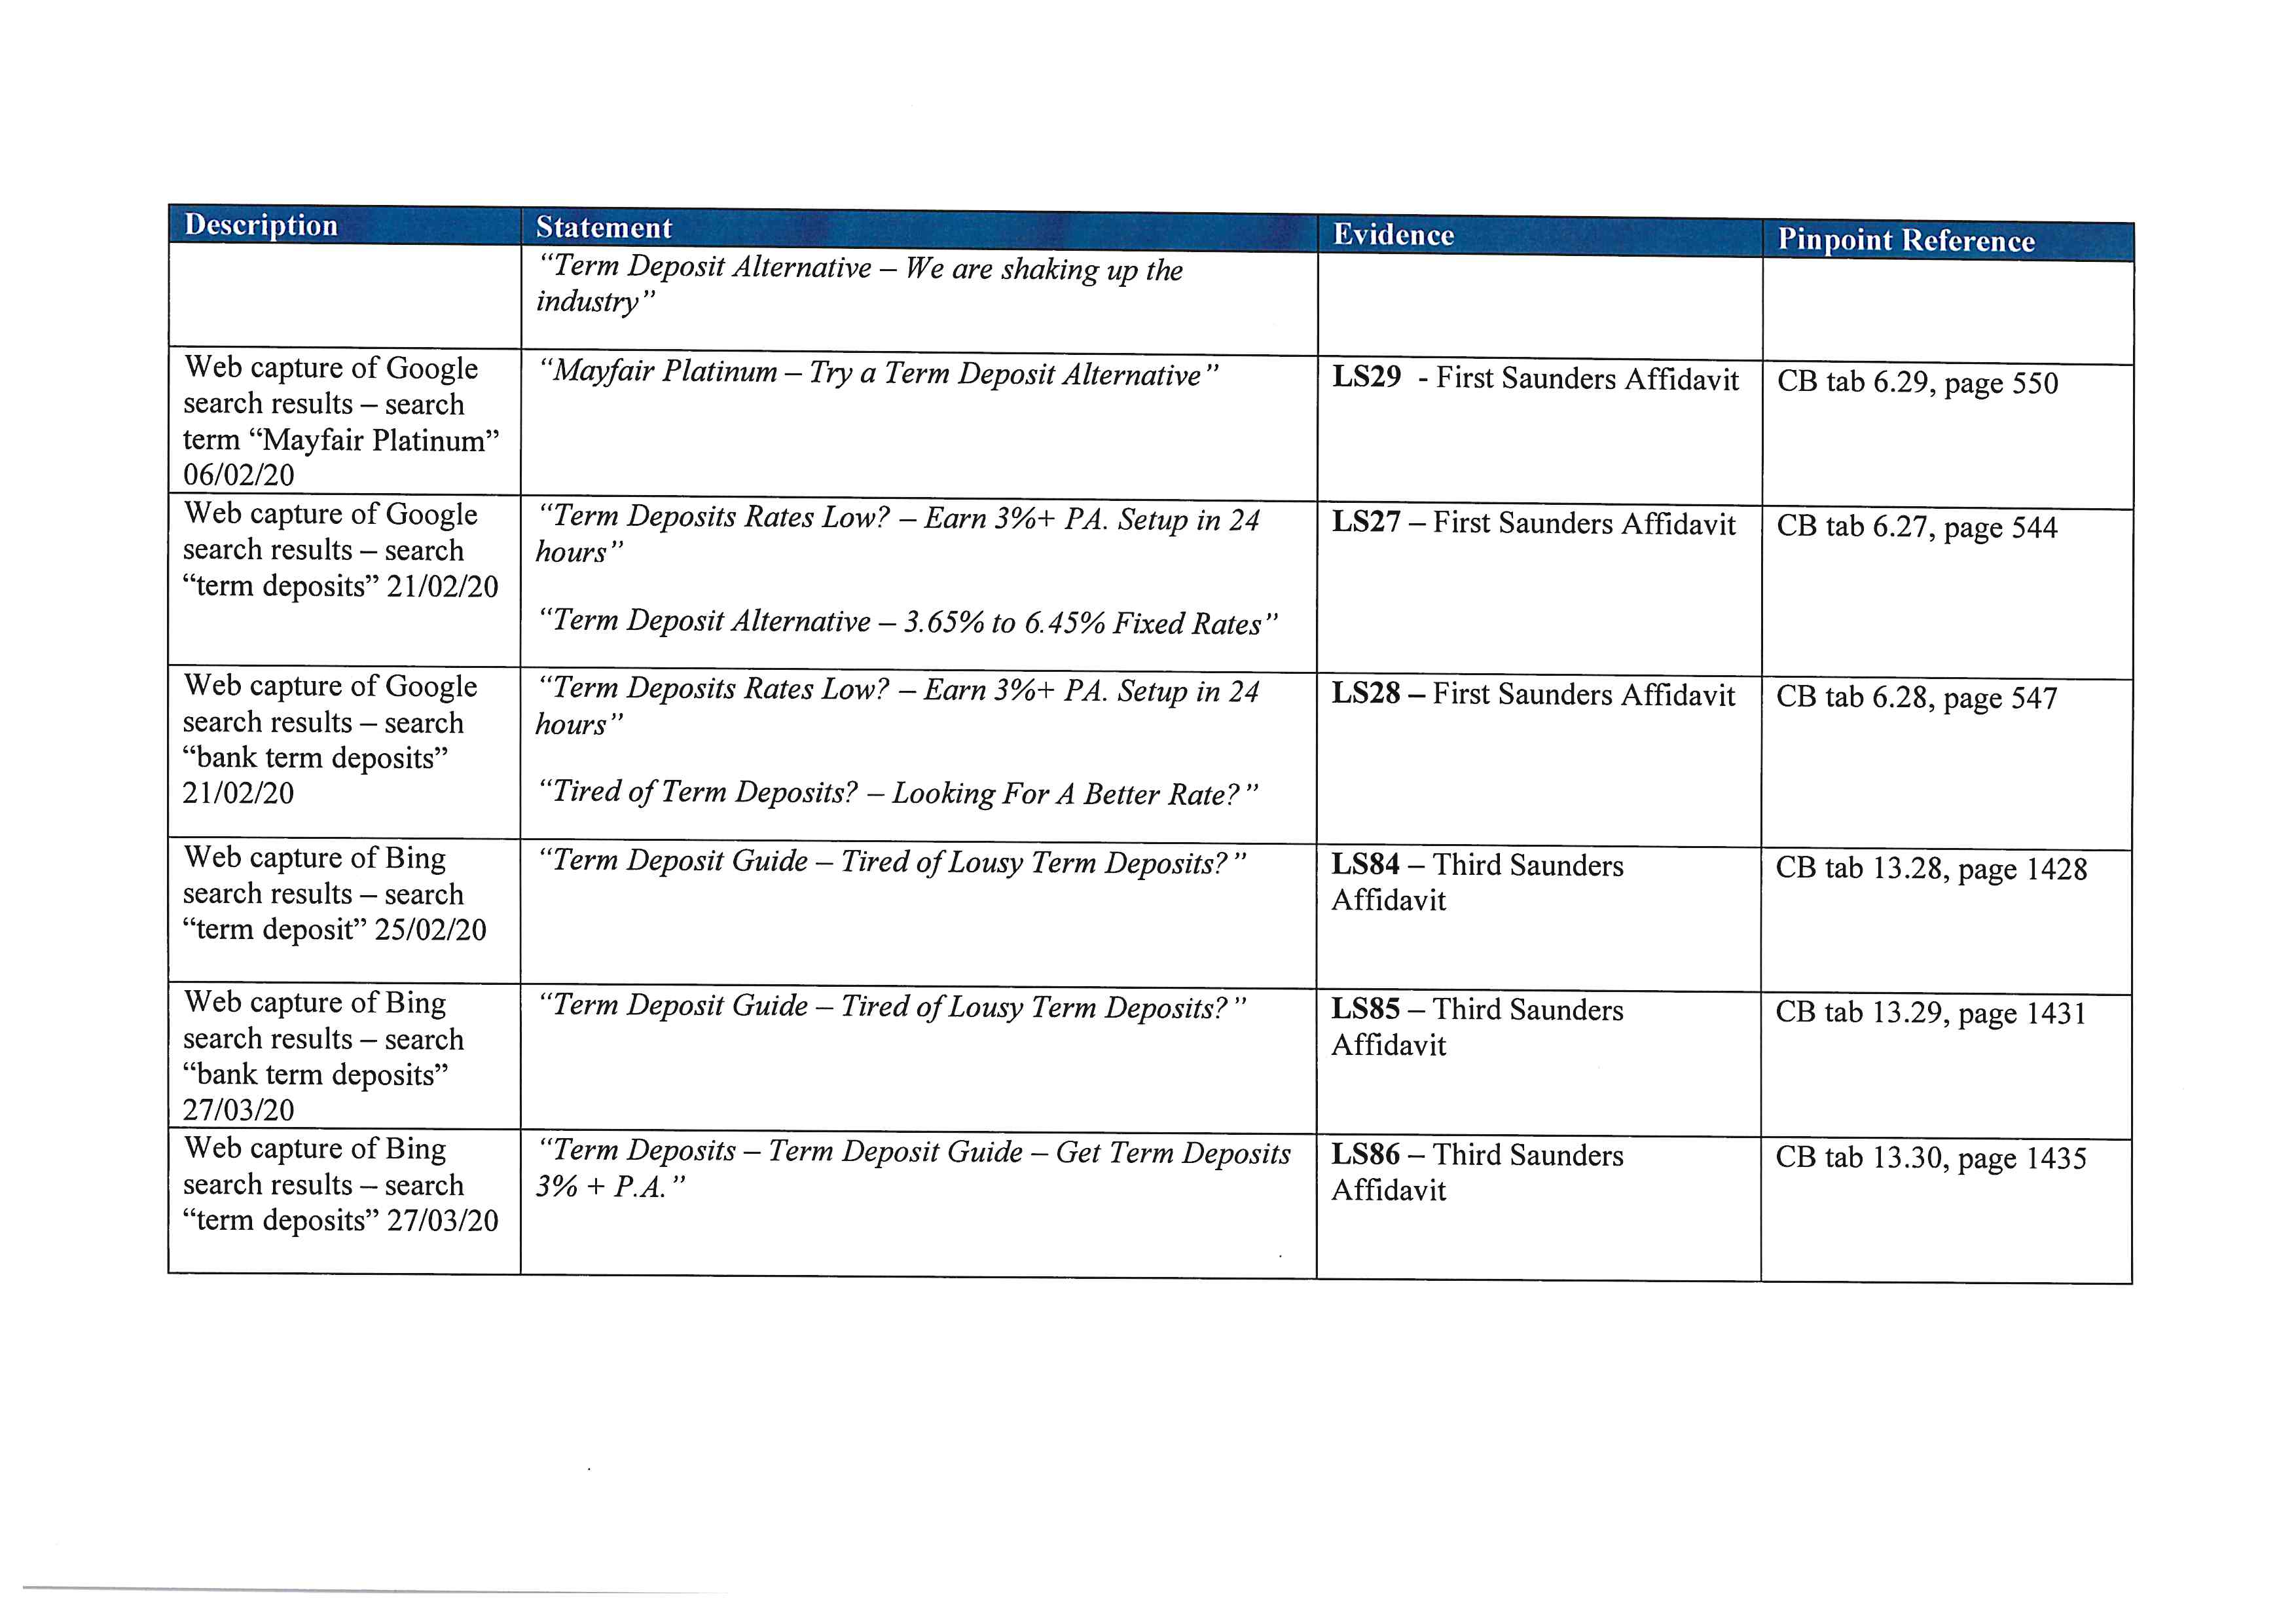 Description Statement Evidence Pinpoint Reference
“Term Deposit Alternative – We are shaking up the
industry”
Web capture of Google
search results – search
term “Mayfair Platinum”
06/02/20
“Mayfair Platinum – Try a Term Deposit Alternative”
LS29 - First Saunders Affidavit
CB tab 6.29, page 550
Web capture of Google
search results – search
“term deposits” 21/02/20
“Term Deposits Rates Low? – Earn 3%+ PA. Setup in 24
hours”
“Term Deposit Alternative – 3.65% to 6.45% Fixed Rates”
LS27 – First Saunders Affidavit
CB tab 6.27, page 544
Web capture of Google
search results – search
“bank term deposits”
21/02/20
“Term Deposits Rates Low? – Earn 3%+ PA. Setup in 24
hours”
“Tired of Term Deposits? – Looking For A Better Rate?”
LS28 – First Saunders Affidavit
CB tab 6.28, page 547
Web capture of Bing
search results – search
“term deposit” 25/02/20
“Term Deposit Guide – Tired of Lousy Term Deposits?”
LS84 – Third Saunders
Affidavit
CB tab 13.28, page 1428
Web capture of Bing
search results – search
“bank term deposits”
27/03/20
“Term Deposit Guide – Tired of Lousy Term Deposits?”
LS85 – Third Saunders
Affidavit
CB tab 13.29, page 1431
Web capture of Bing
search results – search
“term deposits” 27/03/20
“Term Deposits – Term Deposit Guide – Get Term Deposits
3% + P.A.”
LS86 – Third Saunders
Affidavit
CB tab 13.30, page 1435